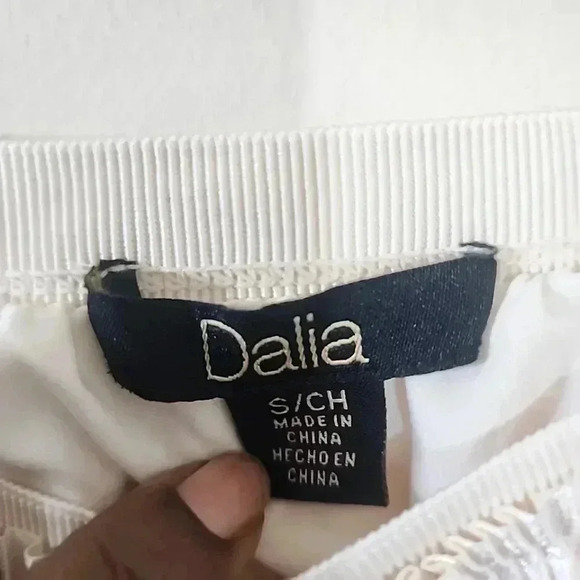 Dalia
S/CH
MADE IN
CHINA
HECHO EN
CHINA